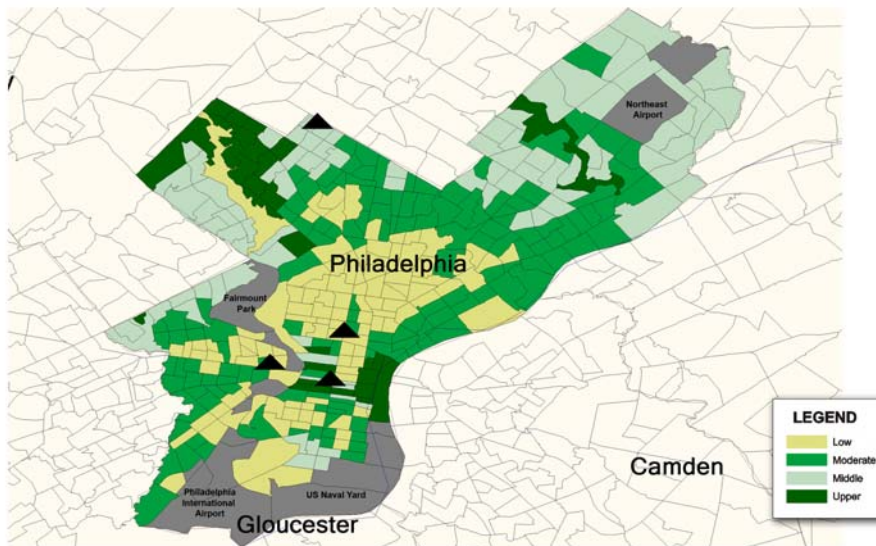 Northeast
Airport
Philadelphia
Fairmount
Park
LEGEND
Low
Moderate
Middle
Upper
Camden
Philadelphia
International
Airport
US Naval Yard
Gloucester